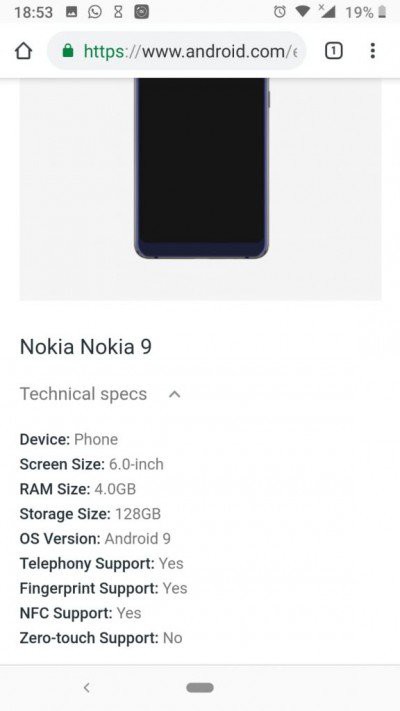 18:53
19%
https://www.android.com/e
1
Nokia Nokia 9
Technical specs
Device: Phone
Screen Size: 6.0-inch
RAM Size: 4.0GB
Storage Size: 128GB
OS Version: Android 9
Telephony Support: Yes
Fingerprint Support: Yes
NFC Support: Yes
Zero-touch Support: No